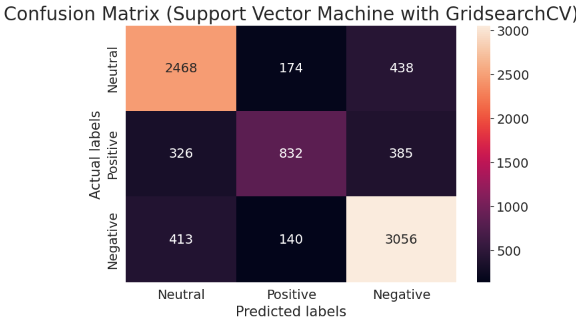 Confusion Matrix (Support Vector Machine with GridsearchCV)
Actual labels
Neutral
Positive
Negative
2468 174 438
326 832 385
413 140 3056
Neutral Positive Negative
Predicted labels
3000
2500
2000
1500
1000
500